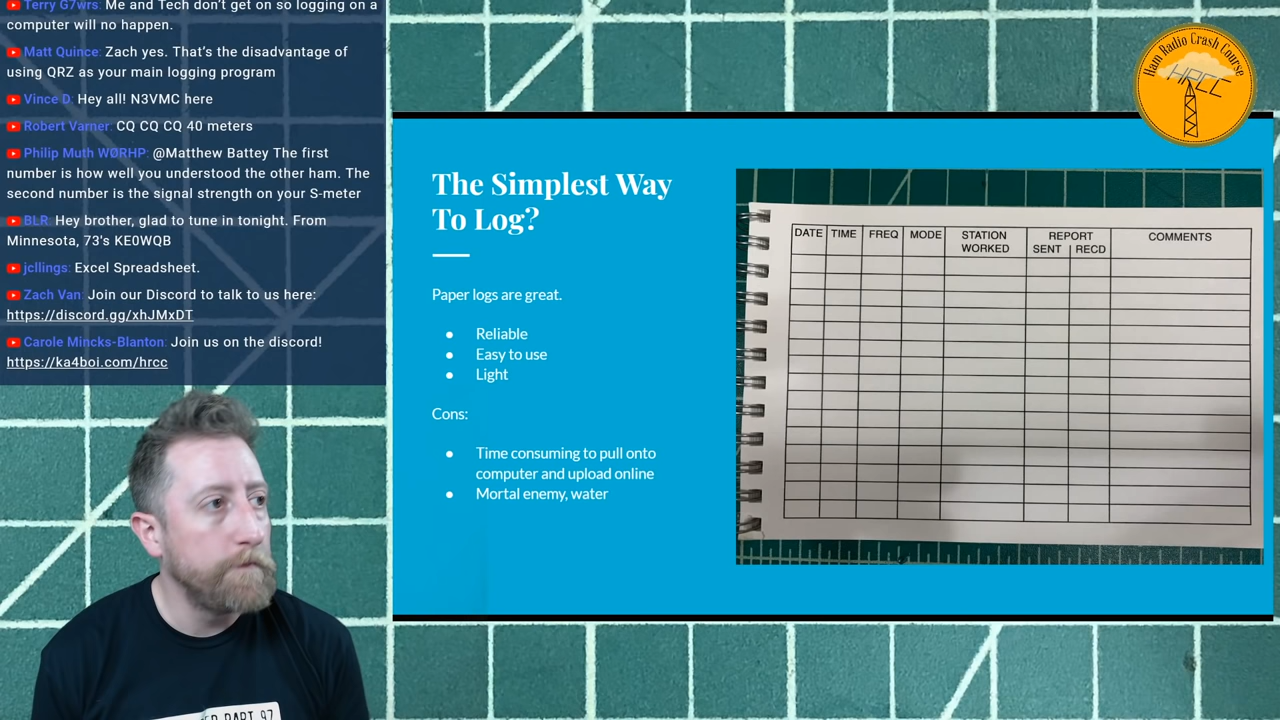 Terry G7wrs: Me and Tech don't get on so logging on a
computer will no happen.
Matt Quince: Zach yes. That's the disadvantage of
using QRZ as your main logging program
Vince D: Hey all! N3VMC here
Robert Varner: CQ CQ CQ 40 meters
Philip Muth WØRHP: @Matthew Battey The first
number is how well you understood the other ham. The
second number is the signal strength on your S-meter
BLR: Hey brother, glad to tune in tonight. From
Minnesota, 73's KE0WQB
jcllings: Excel Spreadsheet.
Zach Van: Join our Discord to talk to us here:
https://discord.gg/xhJMxDT
Carole Mincks-Blanton: Join us on the discord!
https://ka4boi.com/hrcc
Ham Radio Crash Course
HRCC
The Simplest Way
To Log?
Paper logs are great.
● Reliable
● Easy to use
● Light
Cons:
● Time consuming to pull onto
computer and upload online
● Mortal enemy, water
DATE TIME FREQ MODE STATION WORKED REPORT SENT RECD COMMENTS
PART 97